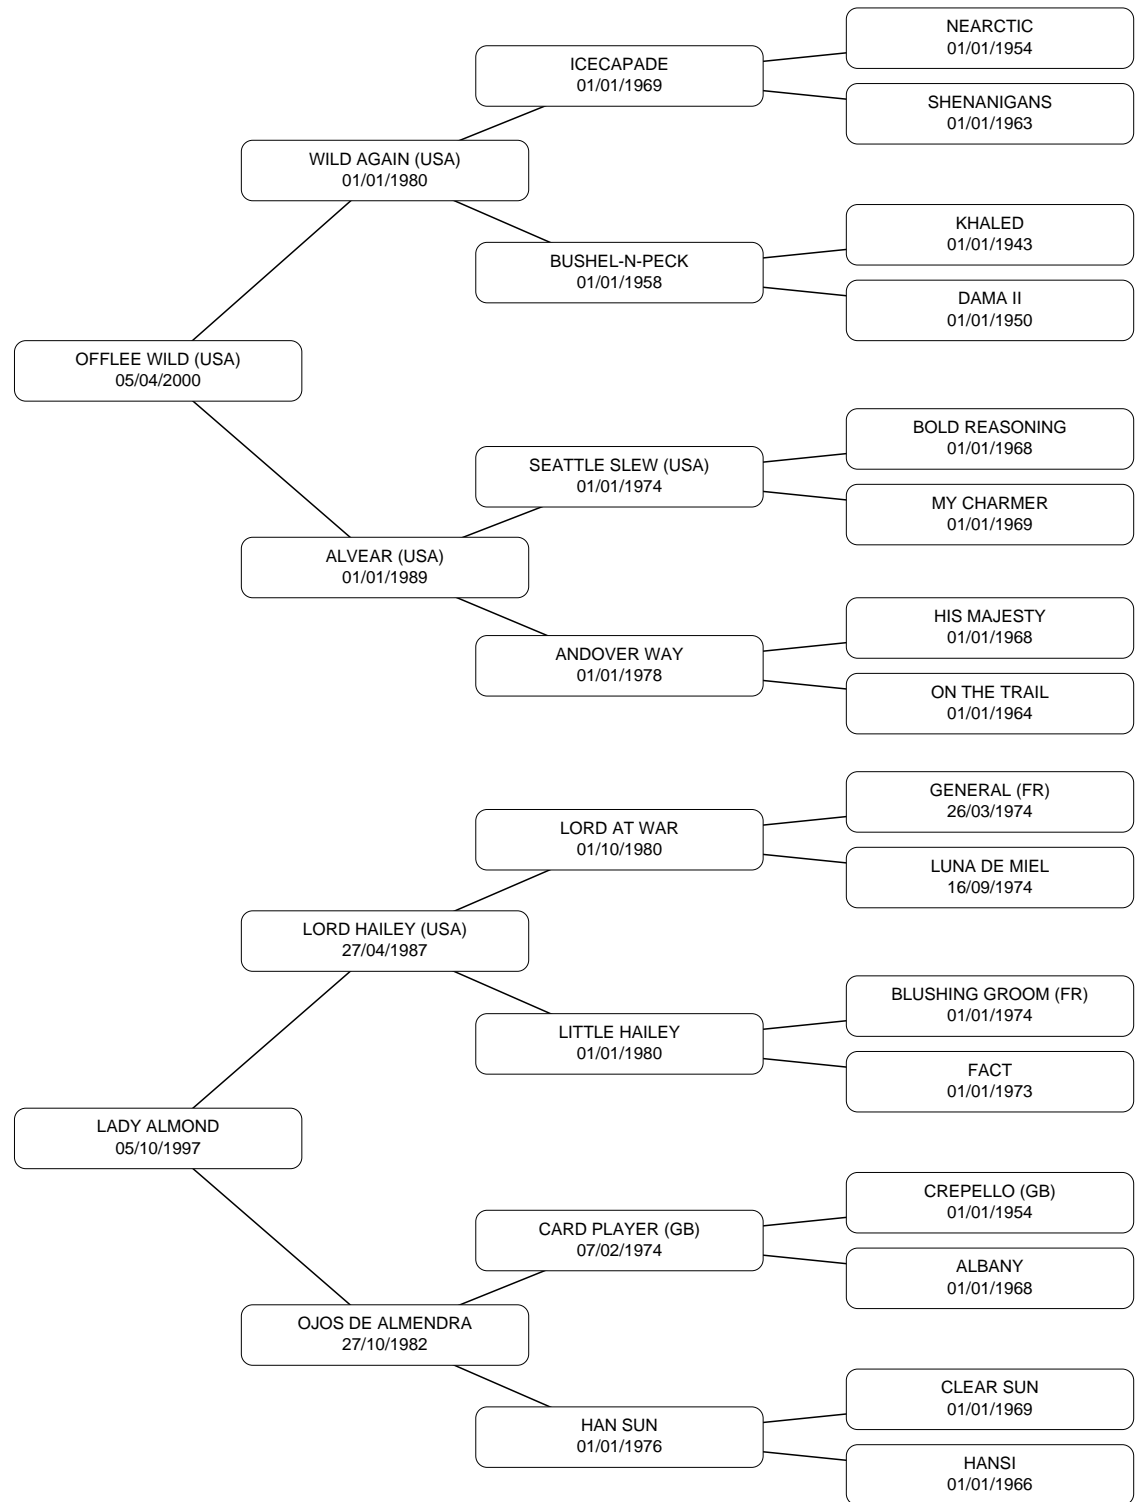 NEARCTIC
01/01/1954
ICECAPADE
01/01/1969
SHENANIGANS
01/01/1963
WILD AGAIN (USA)
01/01/1980
KHALED
01/01/1943
BUSHEL-N-PECK
01/01/1958
DAMA II
01/01/1950
OFFLEE WILD (USA)
05/04/2000
BOLD REASONING
01/01/1968
SEATTLE SLEW (USA)
01/01/1974
MY CHARMER
01/01/1969
ALVEAR (USA)
01/01/1989
HIS MAJESTY
01/01/1968
ANDOVER WAY
01/01/1978
ON THE TRAIL
01/01/1964
GENERAL (FR)
26/03/1974
LORD AT WAR
01/10/1980
LUNA DE MIEL
16/09/1974
LORD HAILEY (USA)
27/04/1987
BLUSHING GROOM (FR)
01/01/1974
LITTLE HAILEY
01/01/1980
FACT
01/01/1973
LADY ALMOND
05/10/1997
CREPELLO (GB)
01/01/1954
CARD PLAYER (GB)
07/02/1974
ALBANY
01/01/1968
OJOS DE ALMENDRA
27/10/1982
CLEAR SUN
01/01/1969
HAN SUN
01/01/1976
HANSI
01/01/1966